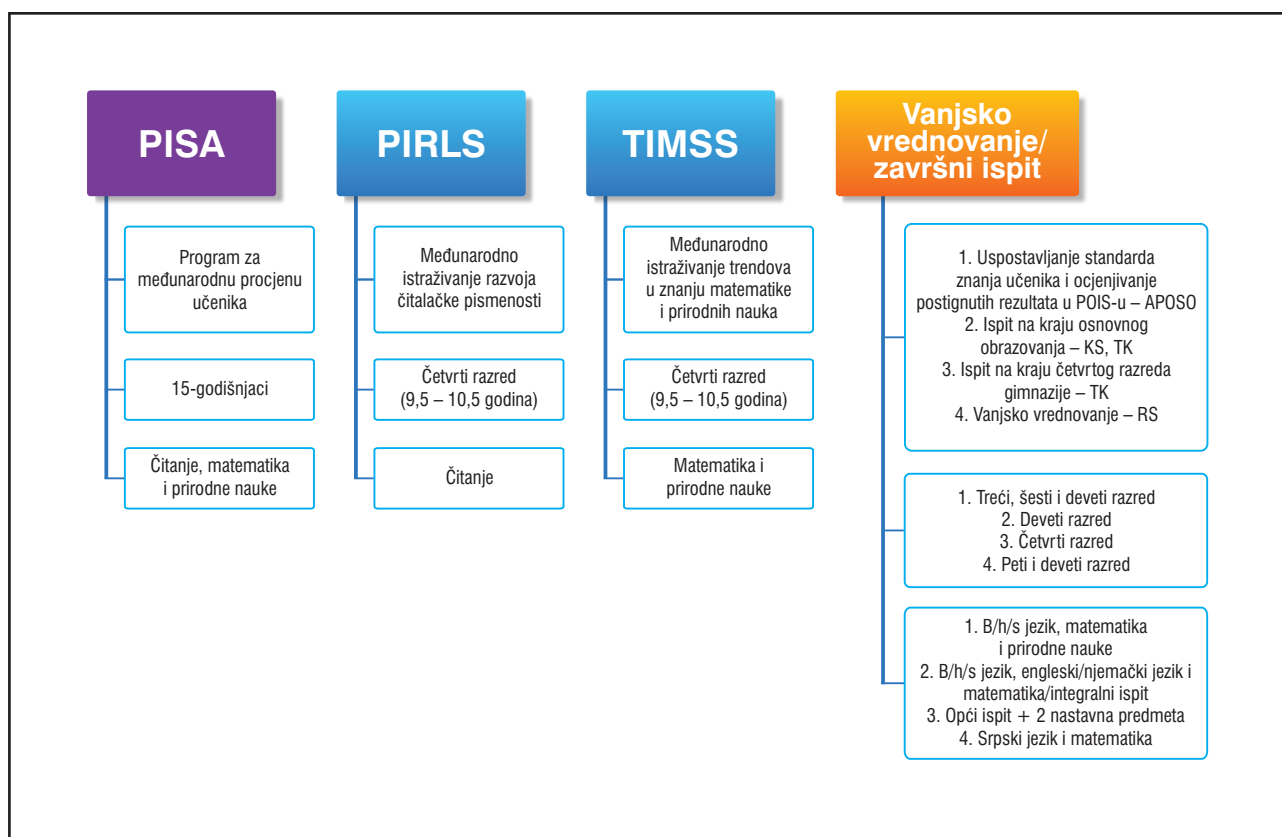 PISA
Program za
međunarodnu procjenu
učenika
15-godišnjaci
Čitanje, matematika
i prirodne nauke
PIRLS
Međunarodno
istraživanje razvoja
čitalačke pismenosti
Četvrti razred
(9,5 – 10,5 godina)
Čitanje
TIMSS
Međunarodno
istraživanje trendova
u znanju matematike
i prirodnih nauka
Četvrti razred
(9,5 – 10,5 godina)
Matematika i
prirodne nauke
Vanjsko
vrednovanje/
završni ispit
1. Uspostavljanje standarda
znanja učenika i ocjenjivanje
postignutih rezultata u POIS-u – APOSO
2. Ispit na kraju osnovnog
obrazovanja – KS, TK
3. Ispit na kraju četvrtog razreda
gimnazije – TK
4. Vanjsko vrednovanje – RS
1. Treći, šesti i deveti razred
2. Deveti razred
3. Četvrti razred
4. Peti i deveti razred
1. B/h/s jezik, matematika
i prirodne nauke
2. B/h/s jezik, engleski/njemački jezik i
matematika/integralni ispit
3. Opći ispit + 2 nastavna predmeta
4. Srpski jezik i matematika